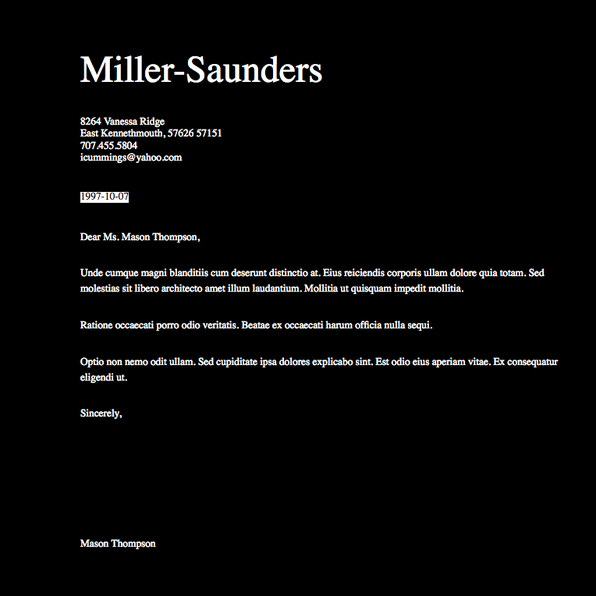 Miller-Saunders
8264 Vanessa Ridge
East Kennethmouth, 57626 57151
707.455.5804
icummings@yahoo.com
1997-10-07
Dear Ms. Mason Thompson,
Unde cumque magni blanditiis cum deserunt distinctio at. Eius reiciendis corporis ullam dolore quia totam. Sed
molestias sit libero architecto amet illum laudantium. Mollitia ut quisquam impedit mollitia.
Ratione occaecati porro odio veritatis. Beatae ex occaecati harum officia nulla sequi.
Optio non nemo odit ullam. Sed cupiditate ipsa dolores explicabo sint. Est odio eius aperiam vitae. Ex consequatur
eligendi ut.
Sincerely,
Mason Thompson